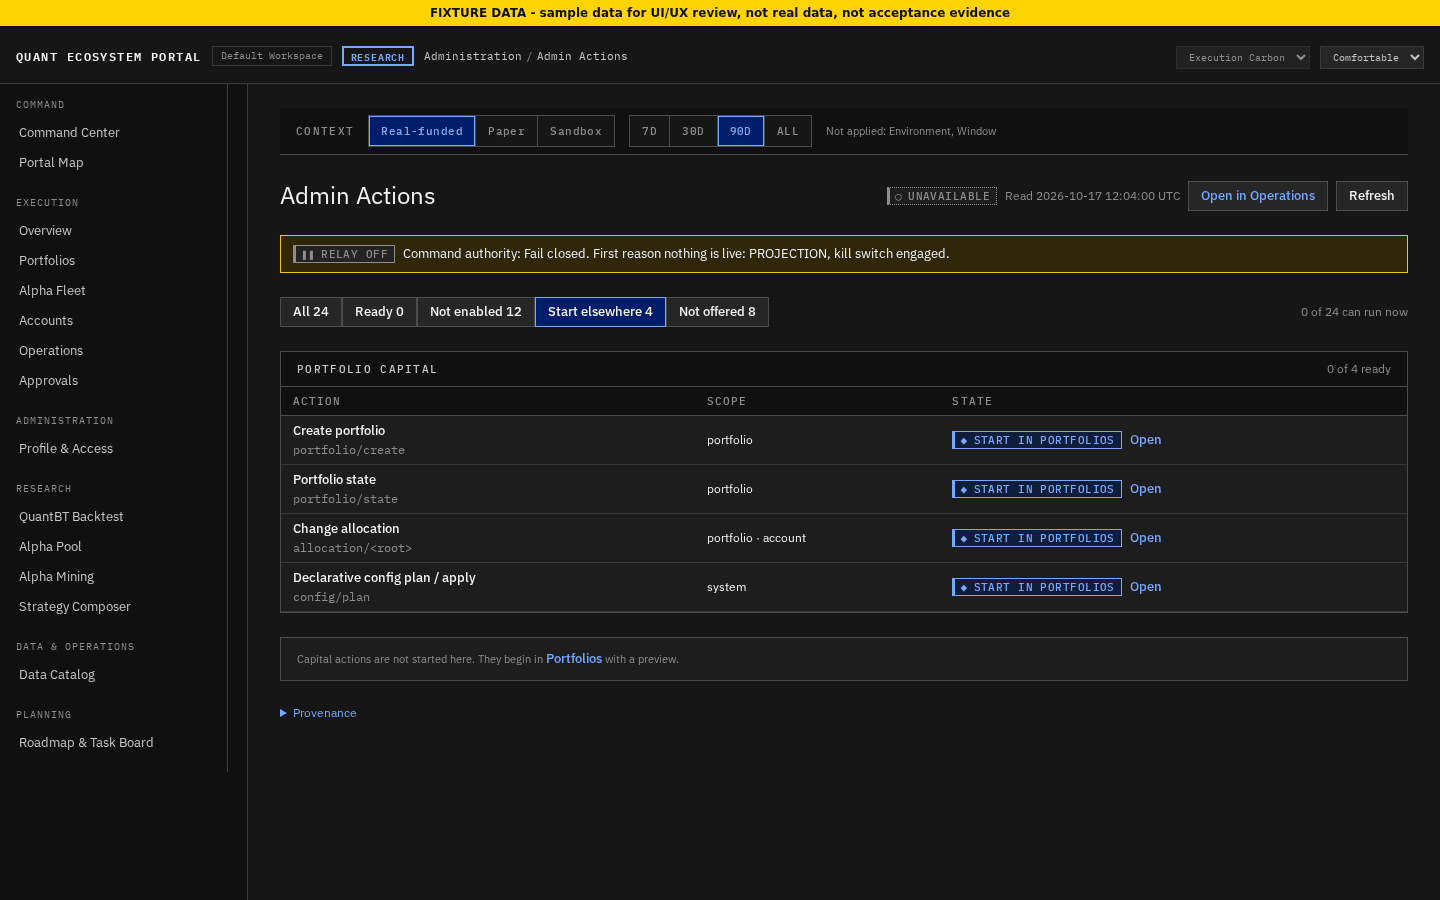 FIXTURE DATA - sample data for UI/UX review, not real data, not acceptance evidence
QUANT ECOSYSTEM PORTAL Default Workspace RESEARCH Administration / Admin Actions Execution Carbon Comfortable
COMMAND
Command Center
Portal Map
EXECUTION
Overview
Portfolios
Alpha Fleet
Accounts
Operations
Approvals
ADMINISTRATION
Profile & Access
RESEARCH
QuantBT Backtest
Alpha Pool
Alpha Mining
Strategy Composer
DATA & OPERATIONS
Data Catalog
PLANNING
Roadmap & Task Board
CONTEXT Real-funded Paper Sandbox 7D 30D 90D ALL Not applied: Environment, Window
Admin Actions ○ UNAVAILABLE Read 2026-10-17 12:04:00 UTC Open in Operations Refresh
❚❚ RELAY OFF Command authority: Fail closed. First reason nothing is live: PROJECTION, kill switch engaged.
All 24 Ready 0 Not enabled 12 Start elsewhere 4 Not offered 8 0 of 24 can run now
PORTFOLIO CAPITAL 0 of 4 ready
ACTION SCOPE STATE
Create portfolio
portfolio/create portfolio ◆ START IN PORTFOLIOS Open
Portfolio state
portfolio/state portfolio ◆ START IN PORTFOLIOS Open
Change allocation
allocation/<root> portfolio · account ◆ START IN PORTFOLIOS Open
Declarative config plan / apply
config/plan system ◆ START IN PORTFOLIOS Open
Capital actions are not started here. They begin in Portfolios with a preview.
▶ Provenance